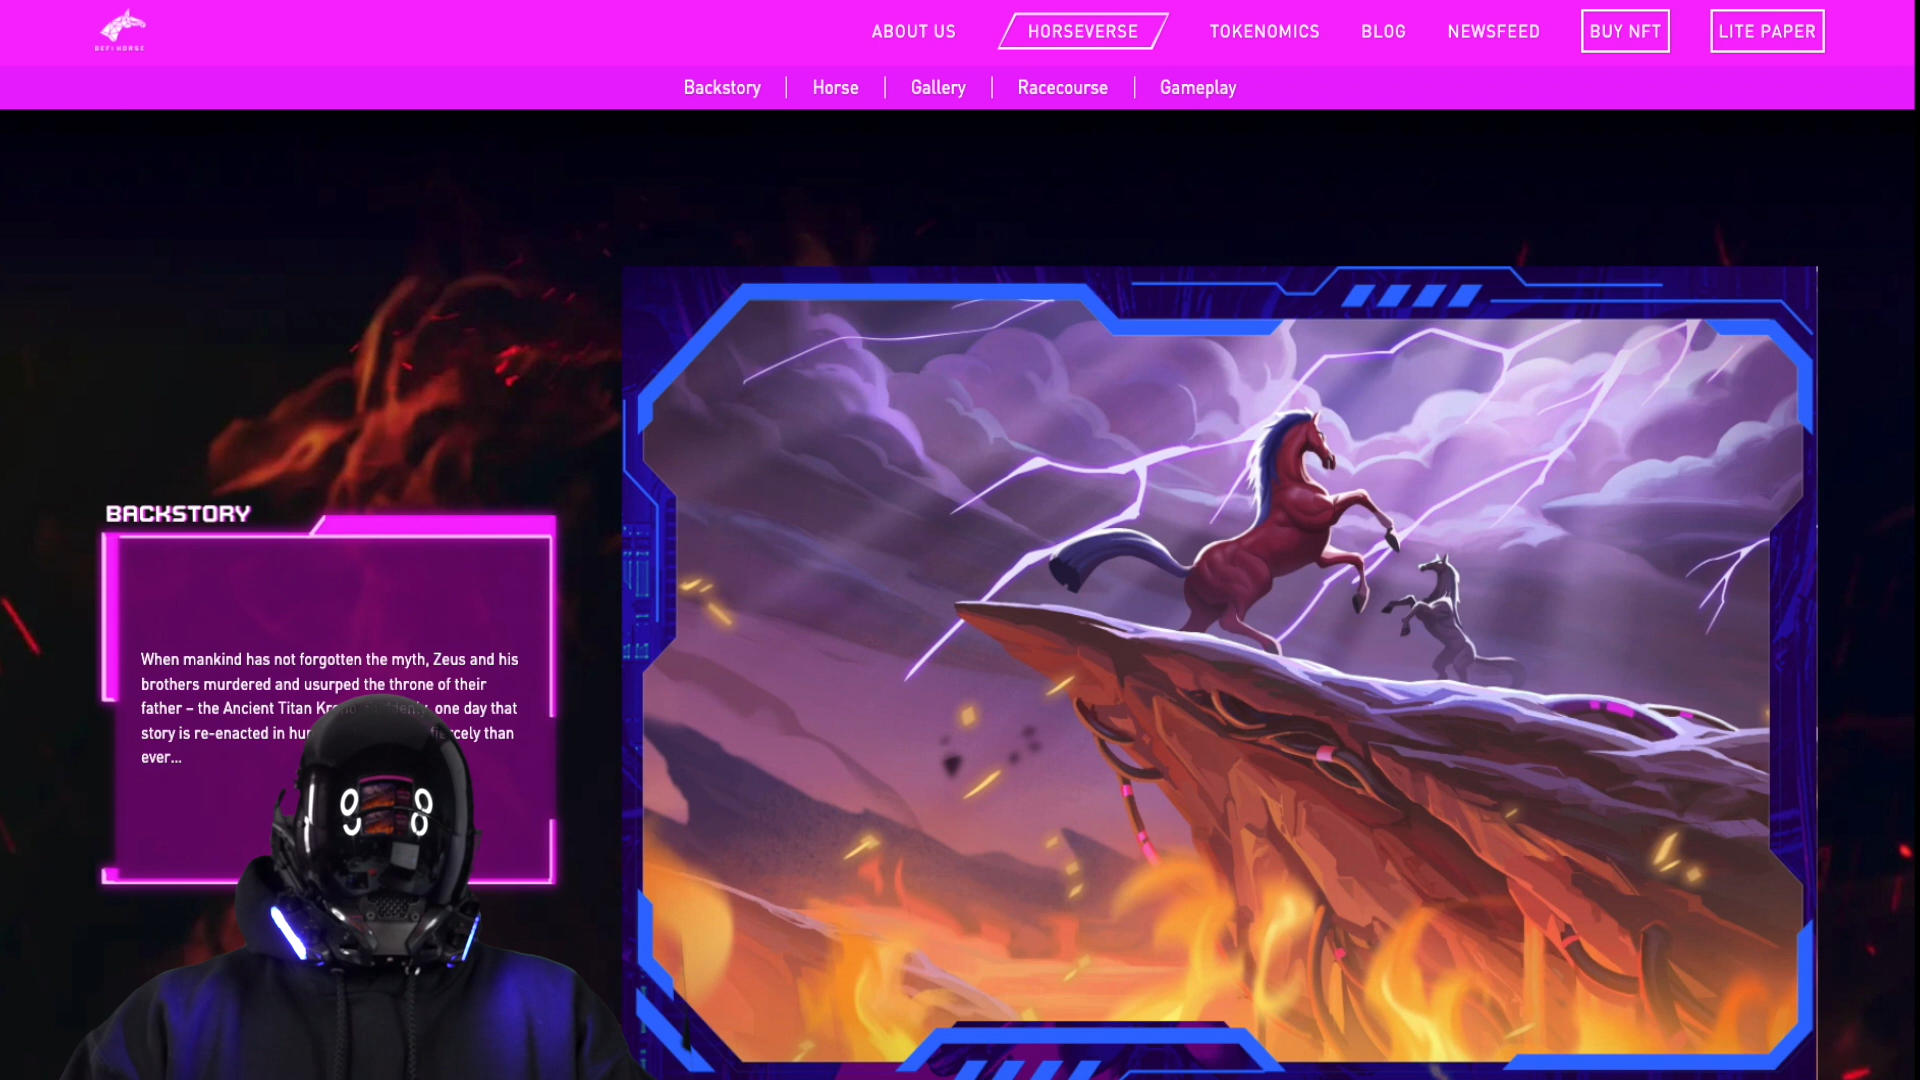 DEFI HORSE
ABOUT US
HORSEVERSE
TOKENOMICS
BLOG
NEWSFEED
BUY NFT
LITE PAPER
Backstory
Horse
Gallery
Racecourse
Gameplay
BACKSTORY
When mankind has not forgotten the myth, Zeus and his
brothers murdered and usurped the throne of their
father – the Ancient Titan one day that
story is re-enacted in than
ever...